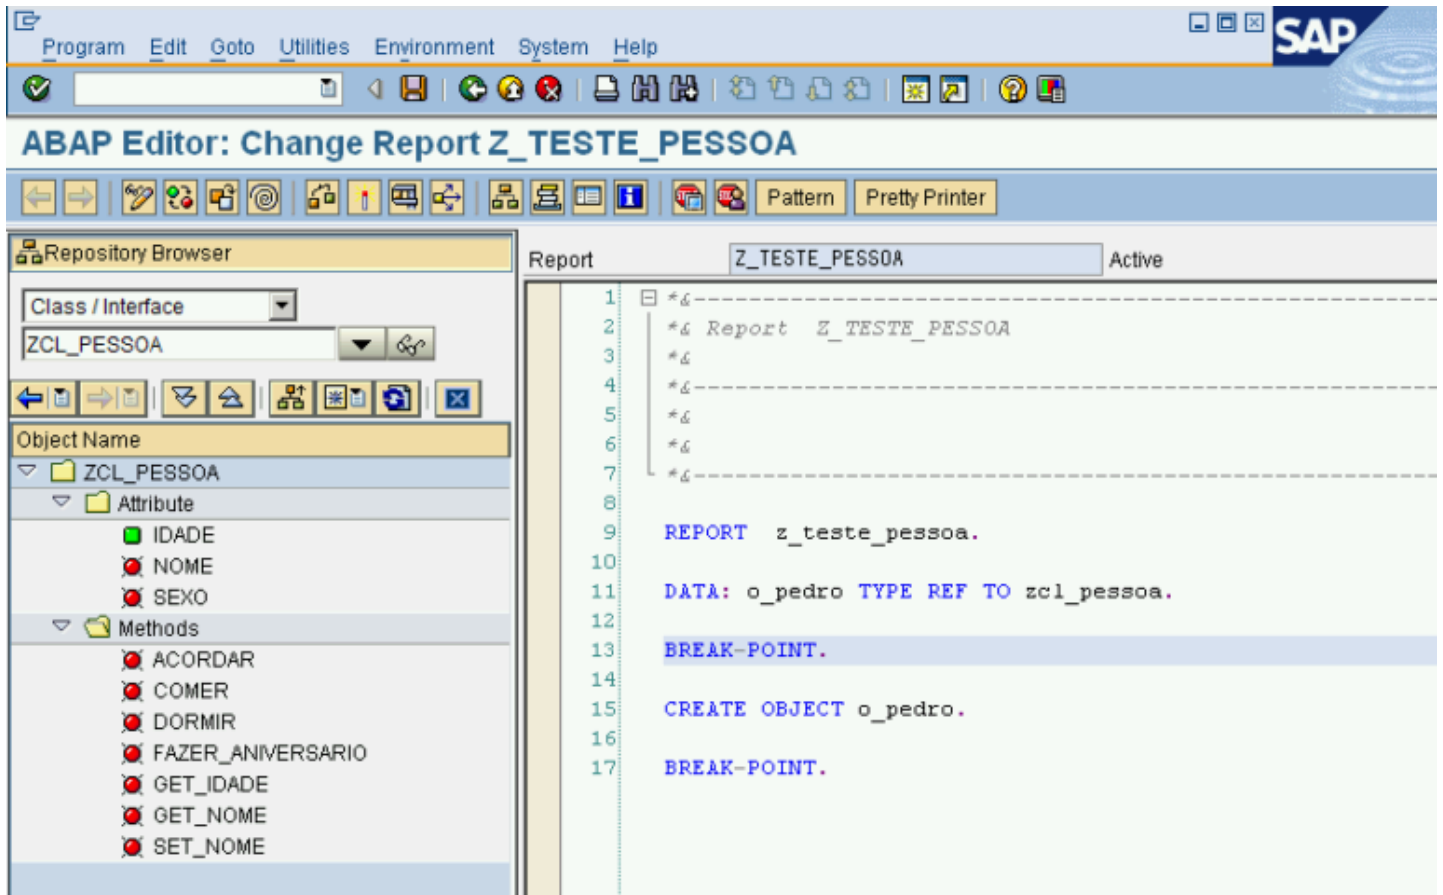 Program Edit Goto Utilities Environment System Help
SAP
ABAP Editor: Change Report Z_TESTE_PESSOA
Pattern Pretty Printer
Repository Browser
Class / Interface
ZCL_PESSOA
Object Name
ZCL_PESSOA
Attribute
IDADE
NOME
SEXO
Methods
ACORDAR
COMER
DORMIR
FAZER_ANIVERSARIO
GET_IDADE
GET_NOME
SET_NOME
Report Z_TESTE_PESSOA Active
1 *&---------------------------------------------------------
2 *& Report  Z_TESTE_PESSOA
3 *&
4 *&---------------------------------------------------------
5 *&
6 *&
7 *&---------------------------------------------------------
8
9 REPORT  z_teste_pessoa.
10
11 DATA: o_pedro TYPE REF TO zcl_pessoa.
12
13 BREAK-POINT.
14
15 CREATE OBJECT o_pedro.
16
17 BREAK-POINT.